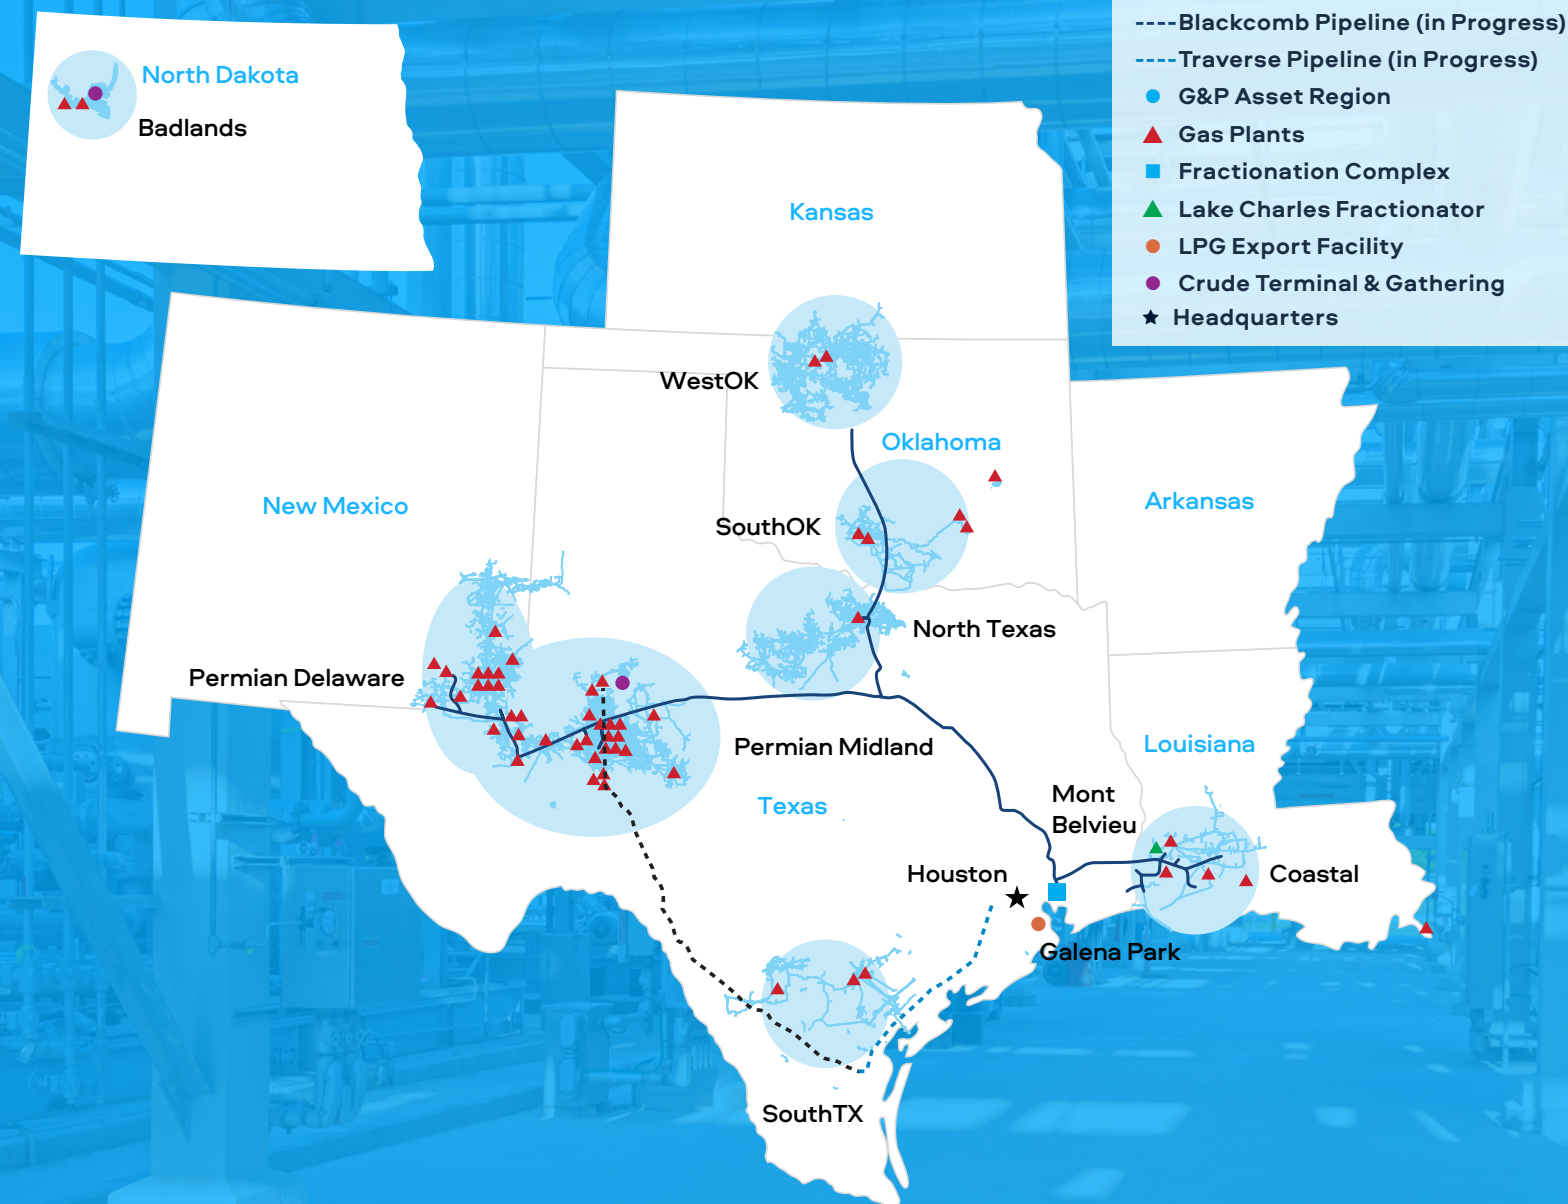 Blackcomb Pipeline (in Progress)
Traverse Pipeline (in Progress)
G&P Asset Region
Gas Plants
Fractionation Complex
Lake Charles Fractionator
LPG Export Facility
Crude Terminal & Gathering
Headquarters
North Dakota
Badlands
Kansas
WestOK
Oklahoma
New Mexico
Arkansas
SouthOK
North Texas
Permian Delaware
Permian Midland
Louisiana
Texas
Mont
Belvieu
Houston
Coastal
Galena Park
SouthTX